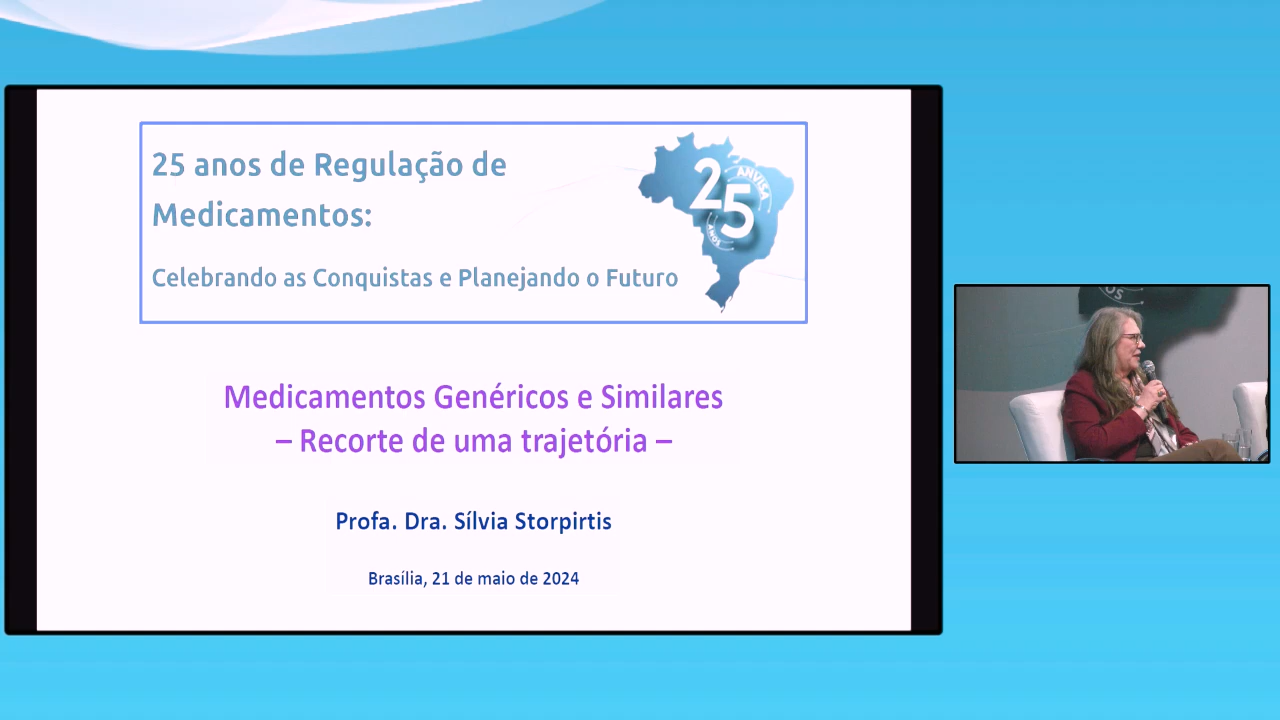 25 anos de Regulação de
Medicamentos:
Celebrando as Conquistas e Planejando o Futuro
25
ANVISA
ANOS
Medicamentos Genéricos e Similares
– Recorte de uma trajetória –
Profa. Dra. Sílvia Storpirtis
Brasília, 21 de maio de 2024